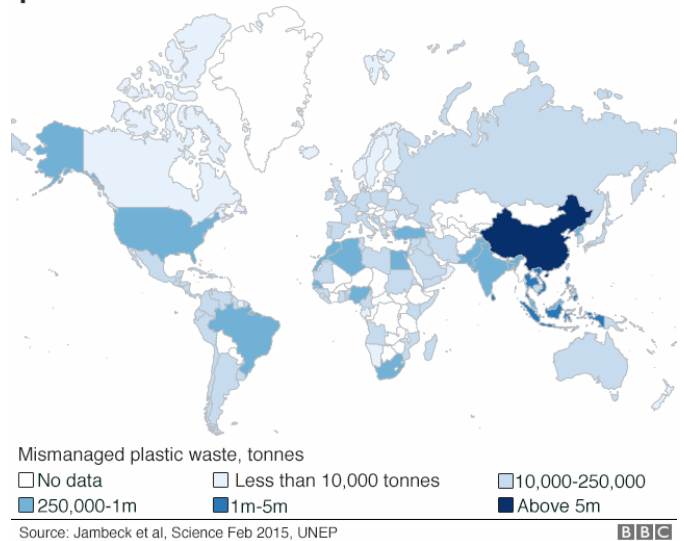 Mismanaged plastic waste, tonnes
No data
Less than 10,000 tonnes
10,000-250,000
250,000-1m
1m-5m
Above 5m
Source: Jambeck et al, Science Feb 2015, UNEP
BBC